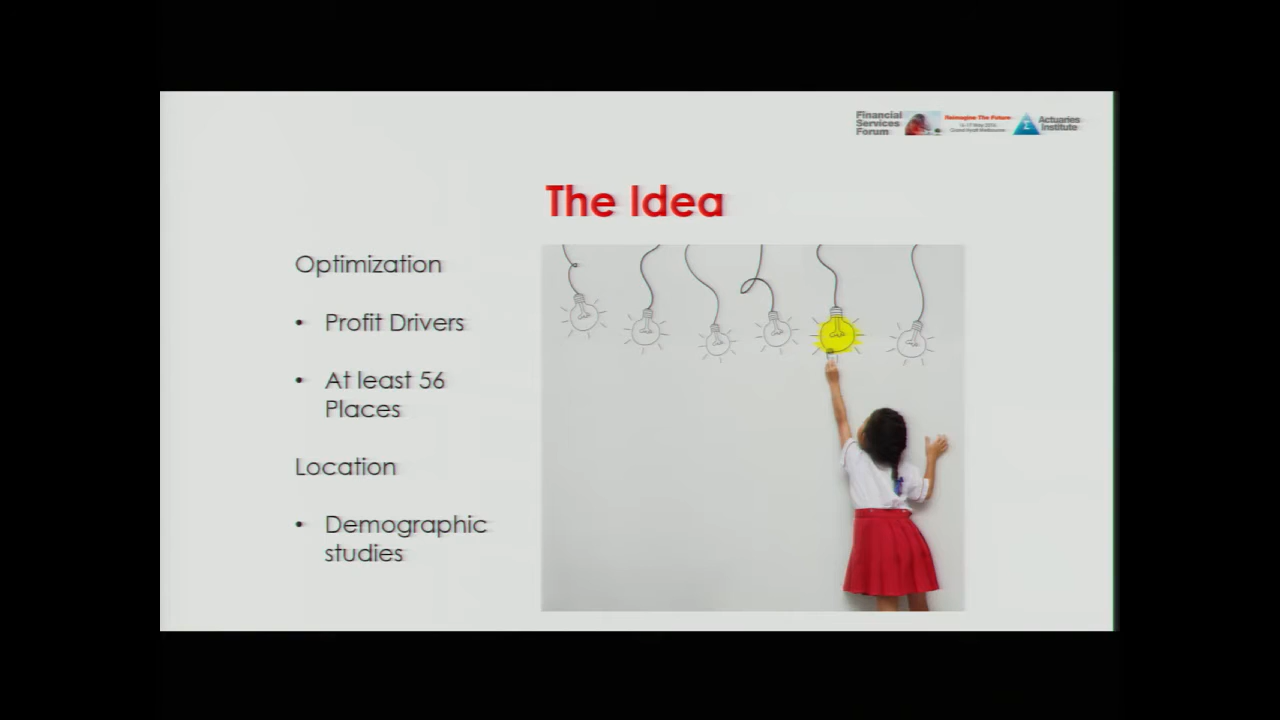 Financial
Services
Forum
Reimagine The Future
Actuaries
Institute
The Idea
Optimization
• Profit Drivers
• At least 56
Places
Location
• Demographic
studies